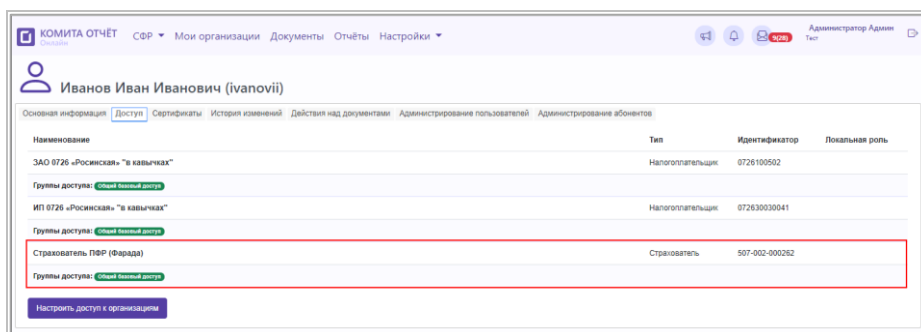 КОМИТА ОТЧЁТ СФР Мои организации Документы Отчёты Настройки 9(28) Администратор Админ
Онлайн Тест
Иванов Иван Иванович (ivanovii)
Основная информация Доступ Сертификаты История изменений Действия над документами Администрирование пользователей Администрирование абонентов
Наименование Тип Идентификатор Локальная роль
ЗАО 0726 «Росинская» "в кавычках" Налогоплательщик 0726100502
Группы доступа: Общий базовый доступ
ИП 0726 «Росинская» "в кавычках" Налогоплательщик 072630030041
Группы доступа: Общий базовый доступ
Страхователь ПФР (Фарада) Страхователь 507-002-000262
Группы доступа: Общий базовый доступ
Настроить доступ к организациям